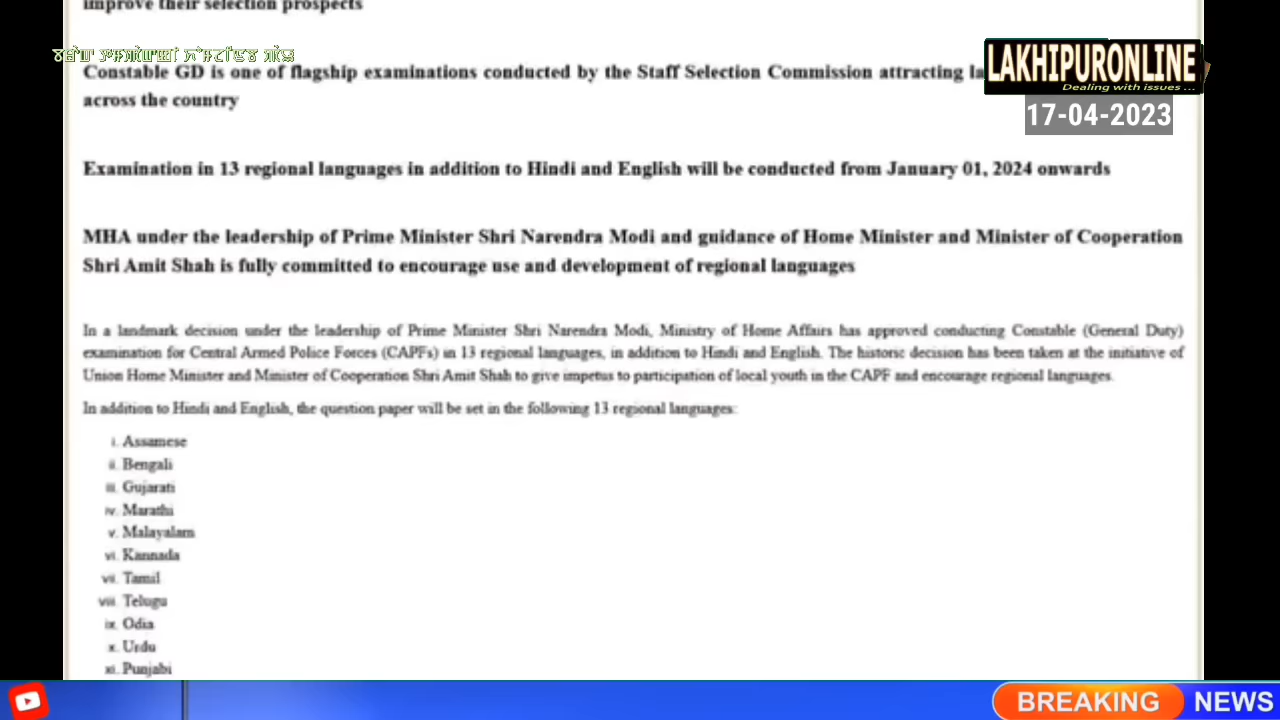 improve their selection prospects
Constable GD is one of flagship examinations conducted by the Staff Selection Commission attracting
across the country
Examination in 13 regional languages in addition to Hindi and English will be conducted from January 01, 2024 onwards
MHA under the leadership of Prime Minister Shri Narendra Modi and guidance of Home Minister and Minister of Cooperation
Shri Amit Shah is fully committed to encourage use and development of regional languages
In a landmark decision under the leadership of Prime Minister Shri Narendra Modi, Ministry of Home Affairs has approved conducting Constable (General Duty)
examination for Central Armed Police Forces (CAPFs) in 13 regional languages, in addition to Hindi and English. The historic decision has been taken at the initiative of
Union Home Minister and Minister of Cooperation Shri Amit Shah to give impetus to participation of local youth in the CAPF and encourage regional languages.
In addition to Hindi and English, the question paper will be set in the following 13 regional languages:
i. Assamese
ii. Bengali
iii. Gujarati
iv. Marathi
v. Malayalam
vi. Kannada
vii. Tamil
viii. Telugu
ix. Odia
x. Urdu
xi. Punjabi
LAKHIPURONLINE
Dealing with issues ...
17-04-2023
BREAKING NEWS